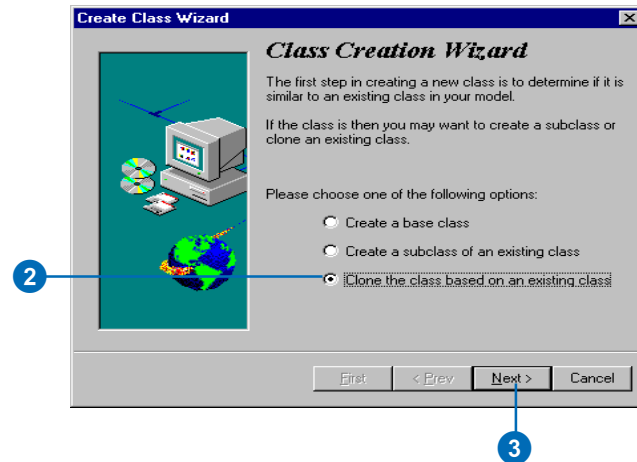 Create Class Wizard
Class Creation Wizard
The first step in creating a new class is to determine if it is
similar to an existing class in your model.
If the class is then you may want to create a subclass or
clone an existing class.
Please choose one of the following options:
Create a base class
Create a subclass of an existing class
2
Clone the class based on an existing class
First
< Prev
Next >
Cancel
3